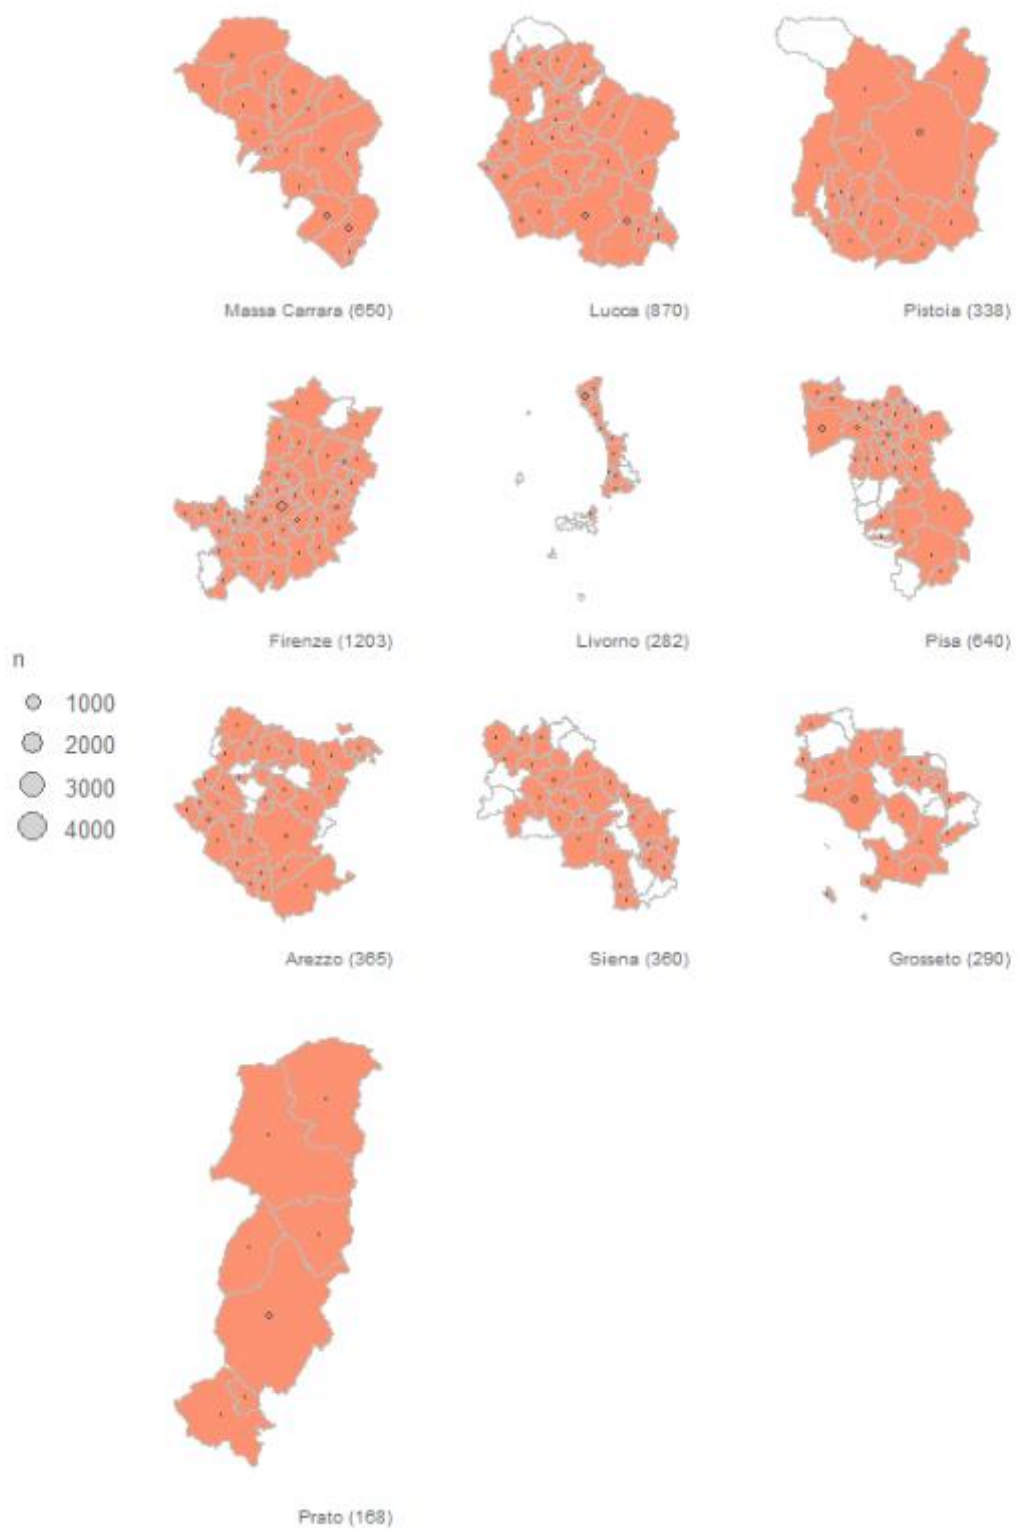 Massa Carrara (650)
Lucca (870)
Pistoia (338)
Firenze (1203)
Livorno (282)
Pisa (640)
n
1000
2000
3000
4000
Arezzo (365)
Siena (360)
Grosseto (290)
Prato (168)